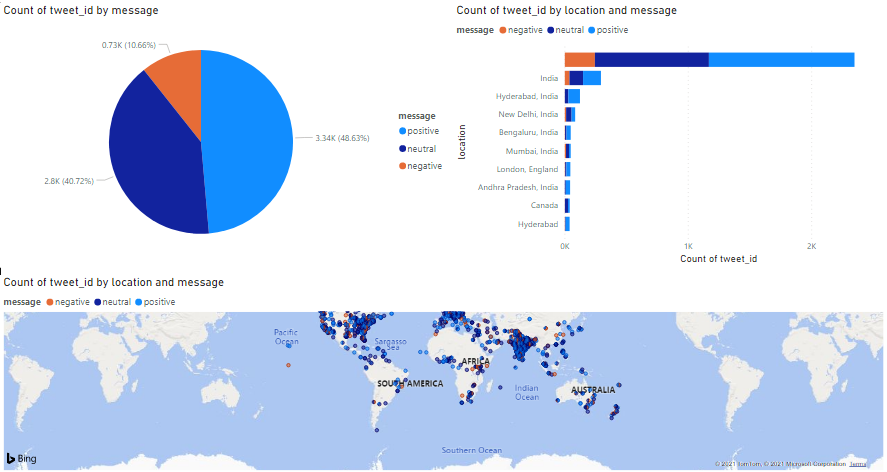 Count of tweet_id by message
0.73K (10.66%)
3.34K (48.63%)
2.8K (40.72%)
message
positive
neutral
negative
Count of tweet_id by location and message
message negative neutral positive
location
India
Hyderabad, India
New Delhi, India
Bengaluru, India
Mumbai, India
London, England
Andhra Pradesh, India
Canada
Hyderabad
0K 1K 2K
Count of tweet_id
Count of tweet_id by location and message
message negative neutral positive
Pacific
Ocean
Sargasso
Sea
AFRICA
SOUTH AMERICA
Indian
Ocean
AUSTRALIA
Southern Ocean
Bing
© 2021 TomTom, © 2021 Microsoft Corporation Terms